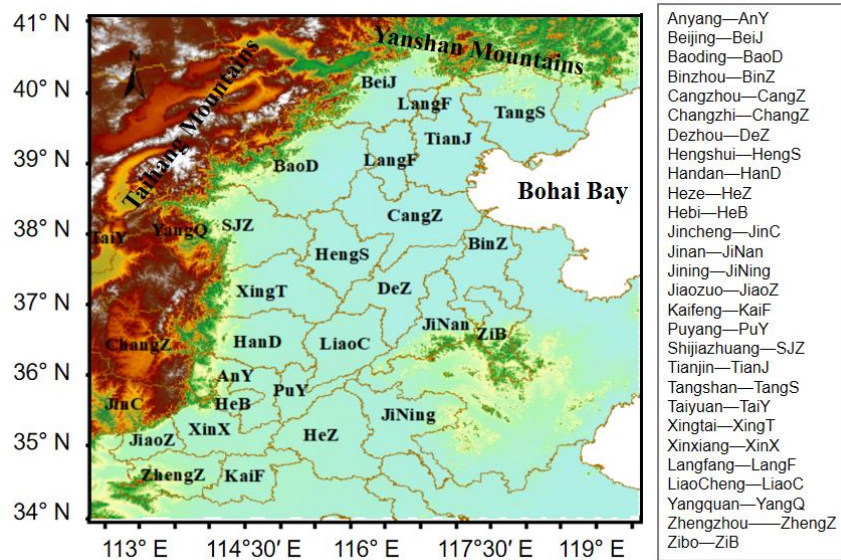 41° N
40° N
39° N
38° N
37° N
36° N
35° N
34° N
113° E
114°30' E
116° E
117°30' E
119° E
N
Yanshan Mountains
Taihang Mountains
Bohai Bay
BeiJ
LangF
TangS
TianJ
LangF
BaoD
CangZ
SJZ
YangQ
TaiY
HengS
BinZ
XingT
DeZ
JiNan
ZiB
ChangZ
HanD
LiaoC
AnY
PuY
JinC
HeB
JiaoZ
XinX
HeZ
JiNing
ZhengZ
KaiF
Anyang—AnY
Beijing—BeiJ
Baoding—BaoD
Binzhou—BinZ
Cangzhou—CangZ
Changzhi—ChangZ
Dezhou—DeZ
Hengshui—HengS
Handan—HanD
Heze—HeZ
Hebi—HeB
Jincheng—JinC
Jinan—JiNan
Jining—JiNing
Jiaozuo—JiaoZ
Kaifeng—KaiF
Puyang—PuY
Shijiazhuang—SJZ
Tianjin—TianJ
Tangshan—TangS
Taiyuan—TaiY
Xingtai—XingT
Xinxiang—XinX
Langfang—LangF
LiaoCheng—LiaoC
Yangquan—YangQ
Zhengzhou——ZhengZ
Zibo—ZiB